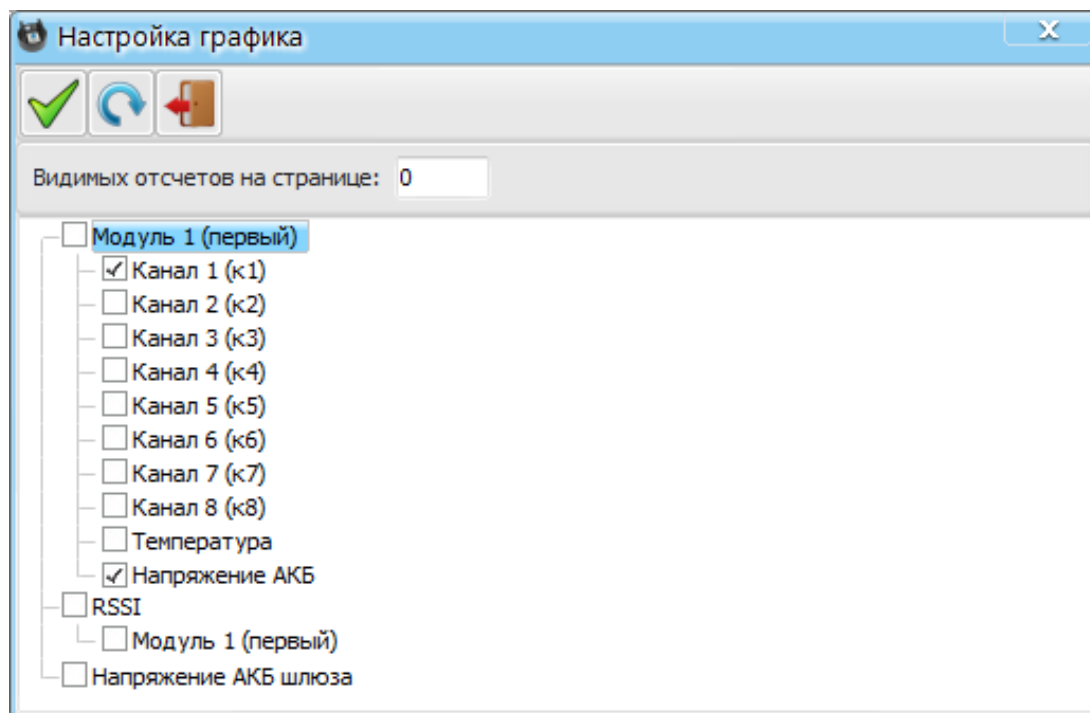 Настройка графика
Видимых отсчетов на странице: 0
Модуль 1 (первый)
Канал 1 (к1)
Канал 2 (к2)
Канал 3 (к3)
Канал 4 (к4)
Канал 5 (к5)
Канал 6 (к6)
Канал 7 (к7)
Канал 8 (к8)
Температура
Напряжение АКБ
RSSI
Модуль 1 (первый)
Напряжение АКБ шлюза